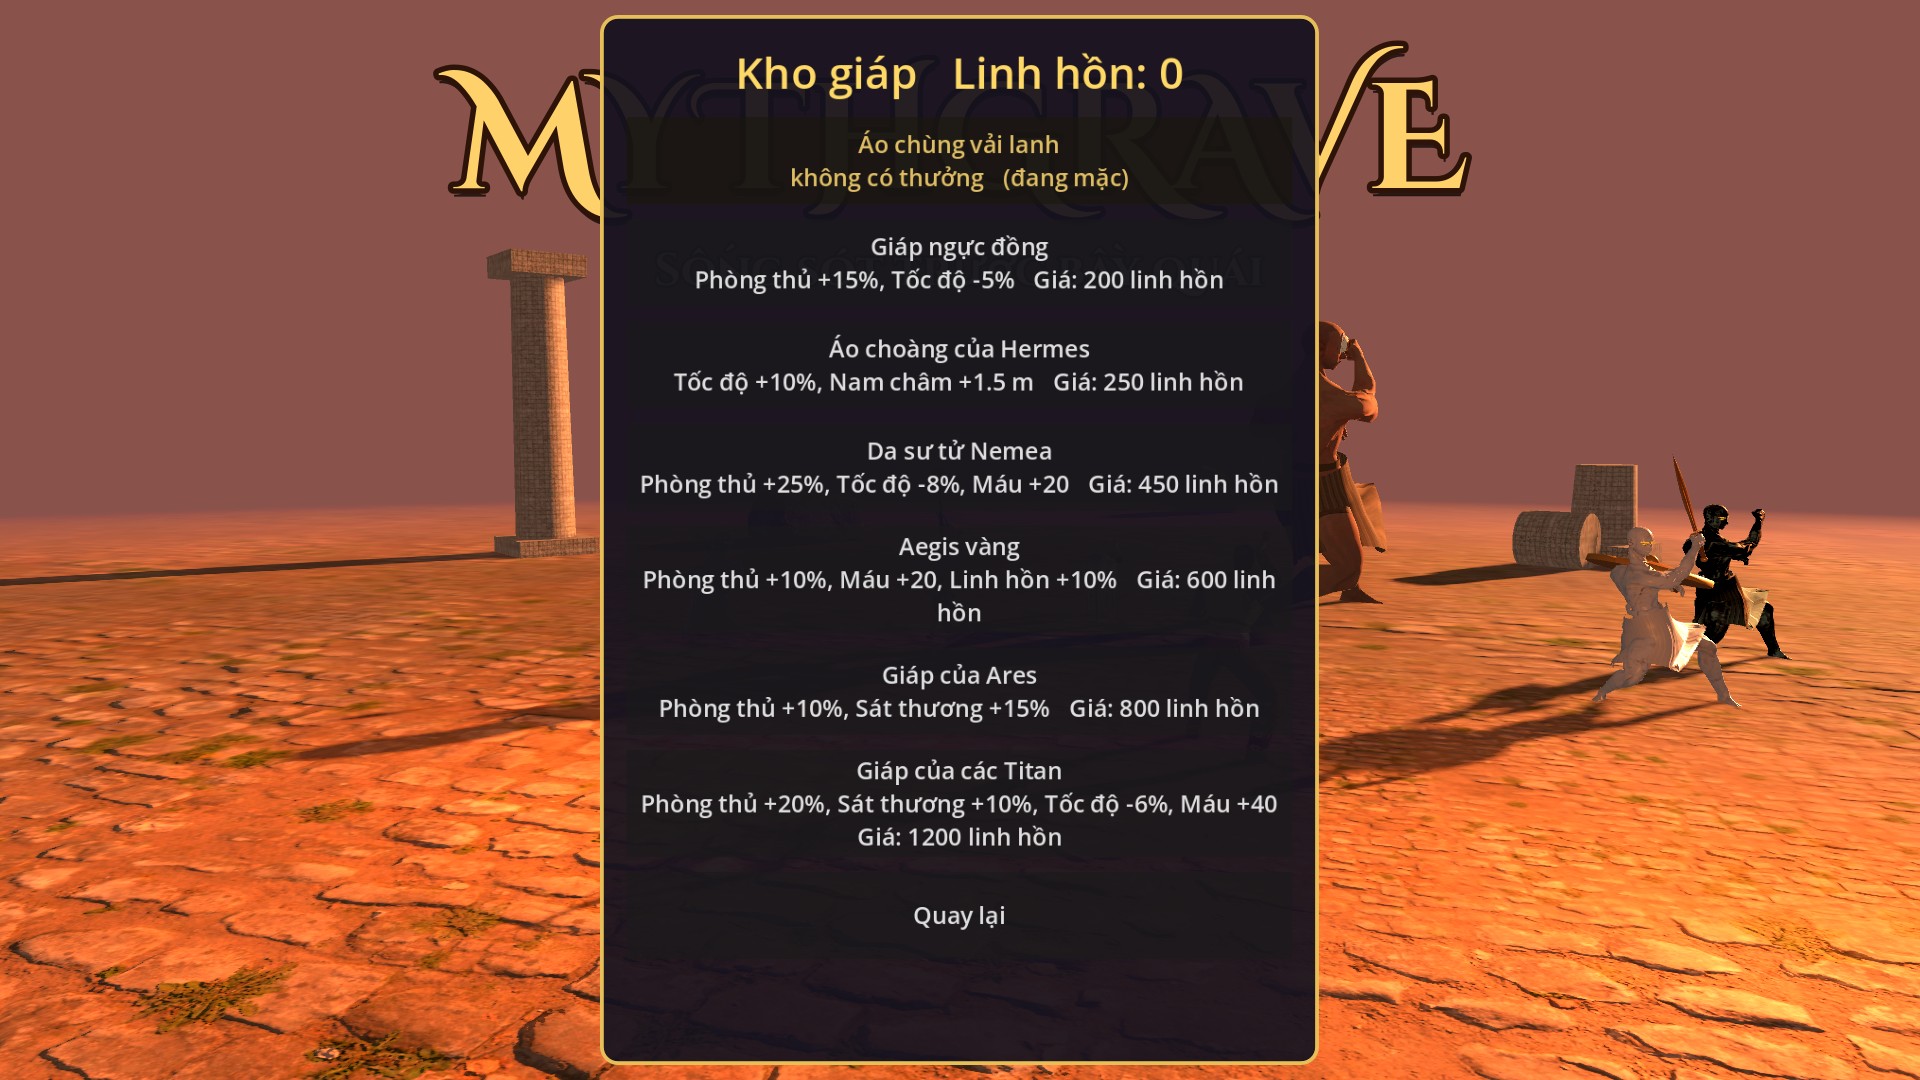 MYTHGRAVE
Kho giáp Linh hồn: 0
Áo chùng vải lanh
không có thưởng (đang mặc)
Giáp ngực đồng
Phòng thủ +15%, Tốc độ -5% Giá: 200 linh hồn
Áo choàng của Hermes
Tốc độ +10%, Nam châm +1.5 m Giá: 250 linh hồn
Da sư tử Nemea
Phòng thủ +25%, Tốc độ -8%, Máu +20 Giá: 450 linh hồn
Aegis vàng
Phòng thủ +10%, Máu +20, Linh hồn +10% Giá: 600 linh
hồn
Giáp của Ares
Phòng thủ +10%, Sát thương +15% Giá: 800 linh hồn
Giáp của các Titan
Phòng thủ +20%, Sát thương +10%, Tốc độ -6%, Máu +40
Giá: 1200 linh hồn
Quay lại